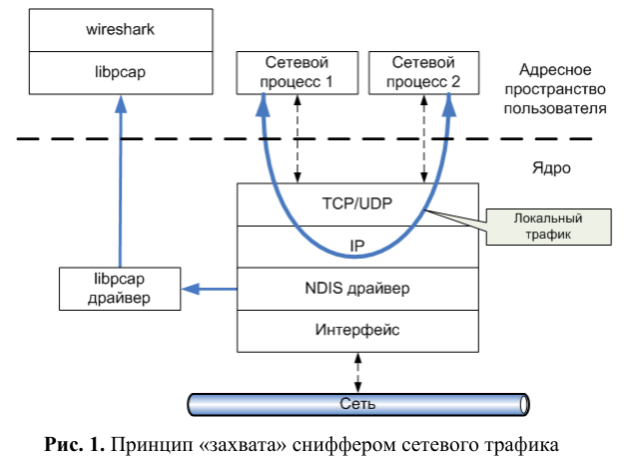 wireshark
libpcap
Сетевой
процесс 1
Сетевой
процесс 2
Адресное
пространство
пользователя
Ядро
TCP/UDP
Локальный
трафик
IP
libpcap
драйвер
NDIS драйвер
Интерфейс
Сеть
Рис. 1. Принцип «захвата» сниффером сетевого трафика